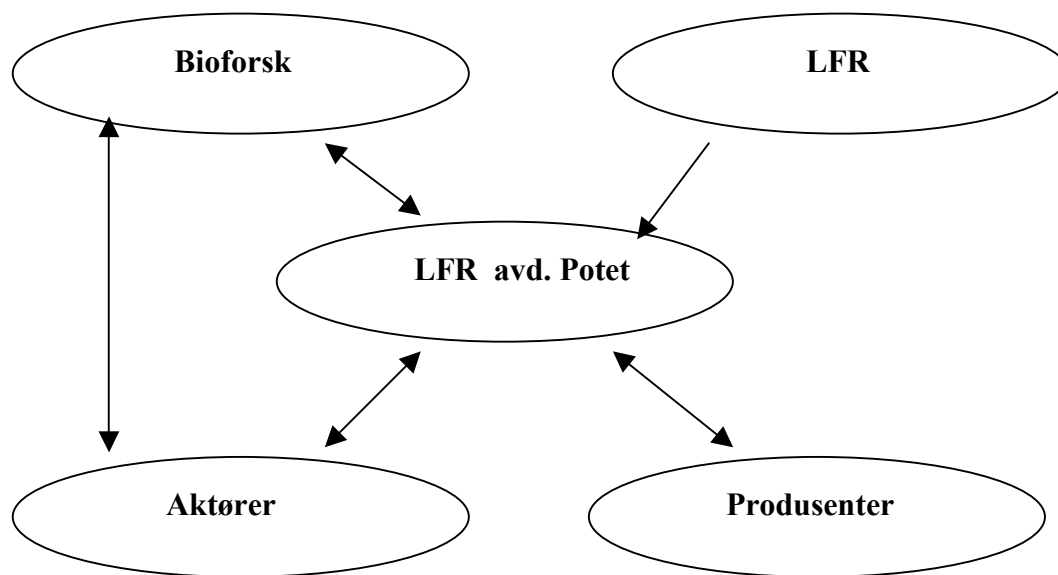 Bioforsk
LFR
LFR avd. Potet
Aktører
Produsenter